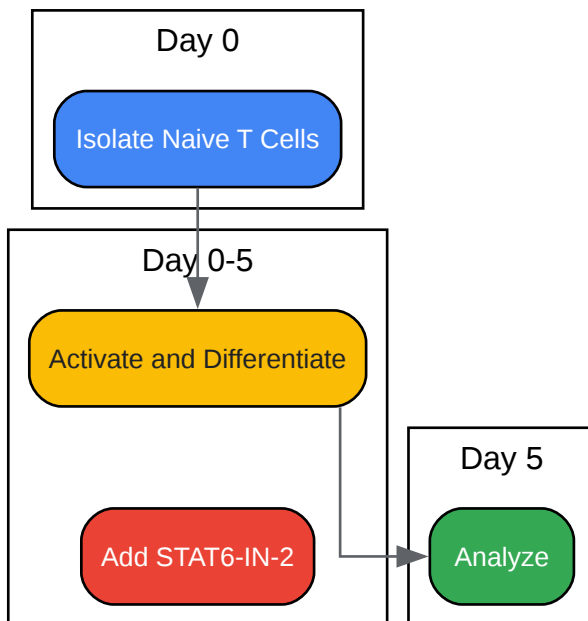 Day 0
Isolate Naive T Cells
Day 0-5
Activate and Differentiate
Day 5
Add STAT6-IN-2
Analyze